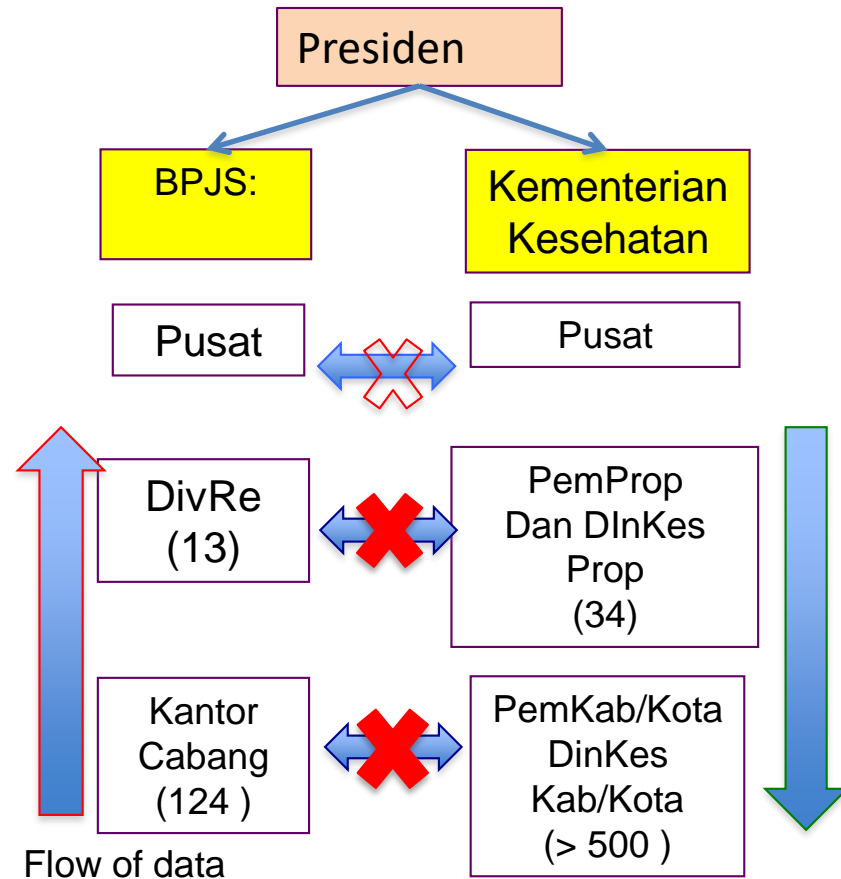 Presiden
BPJS:
Kementerian
Kesehatan
Pusat
Pusat
DivRe
(13)
PemProp
Dan DInKes
Prop
(34)
Kantor
Cabang
(124 )
PemKab/Kota
DinKes
Kab/Kota
(> 500 )
Flow of data